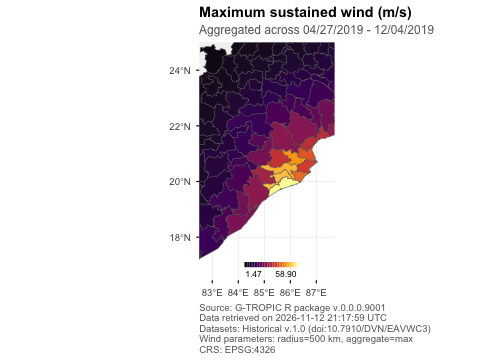 Maximum sustained wind (m/s)
Aggregated across 04/27/2019 - 12/04/2019
24°N
22°N
20°N
18°N
1.47 58.90
83°E 84°E 85°E 86°E 87°E
Source: G-TROPIC R package v.0.0.0.9001
Data retrieved on 2026-11-12 21:17:59 UTC
Datasets: Historical v.1.0 (doi:10.7910/DVN/EAVWC3)
Wind parameters: radius=500 km, aggregate=max
CRS: EPSG:4326